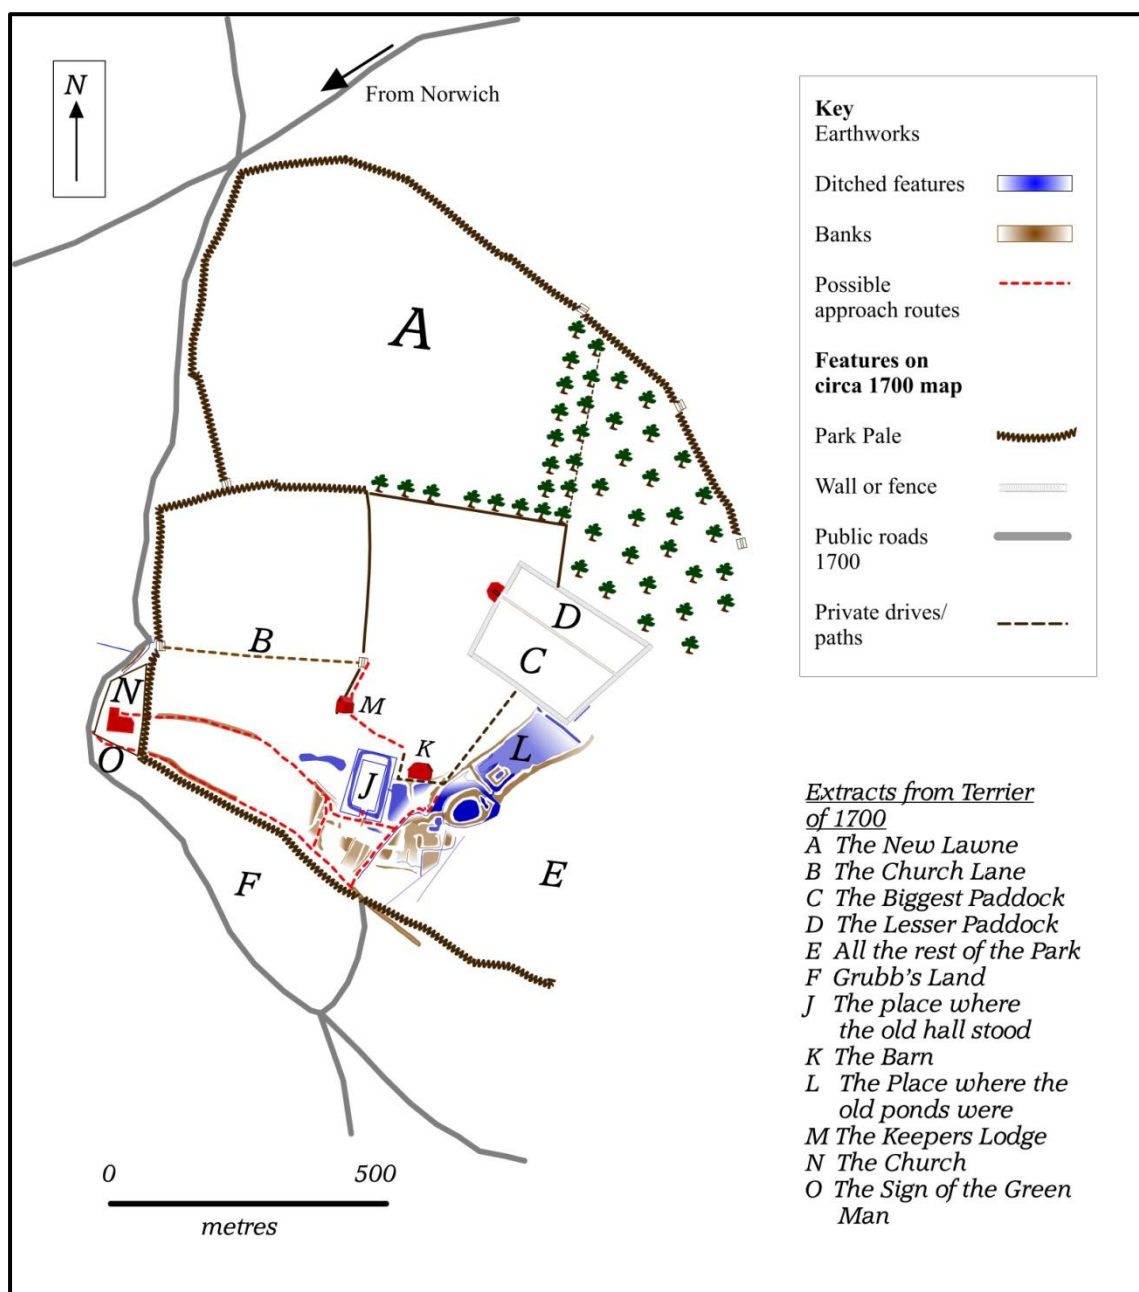 N
From Norwich
Key
Earthworks
Ditched features
Banks
Possible
approach routes
Features on
circa 1700 map
Park Pale
Wall or fence
Public roads
1700
Private drives/
paths
A
B
D
C
N
M
O
K
L
J
F
E
Extracts from Terrier
of 1700
A The New Lawne
B The Church Lane
C The Biggest Paddock
D The Lesser Paddock
E All the rest of the Park
F Grubb's Land
J The place where
the old hall stood
K The Barn
L The Place where the
old ponds were
M The Keepers Lodge
N The Church
O The Sign of the Green
Man
0 500
metres